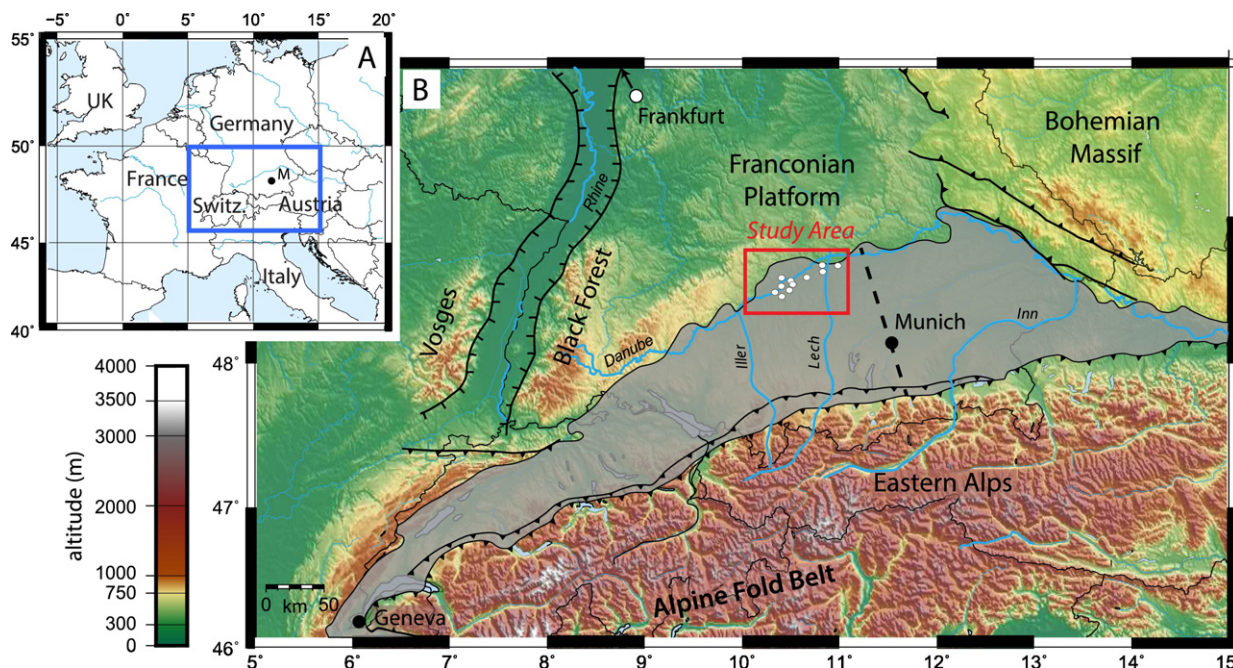 −5° 0° 5° 10° 15° 20°
55°
50°
45°
40°
A
UK
Germany
France
M
Switz.
Austria
Italy
B
Frankfurt
Bohemian
Massif
Franconian
Platform
Study Area
Rhine
Vosges
Black Forest
Danube
Iller
Lech
Munich
Inn
Eastern Alps
Alpine Fold Belt
Geneva
0 km 50
48°
47°
46°
5° 6° 7° 8° 9° 10° 11° 12° 13° 14° 15
altitude (m)
4000
3500
3000
2000
1000
750
300
0